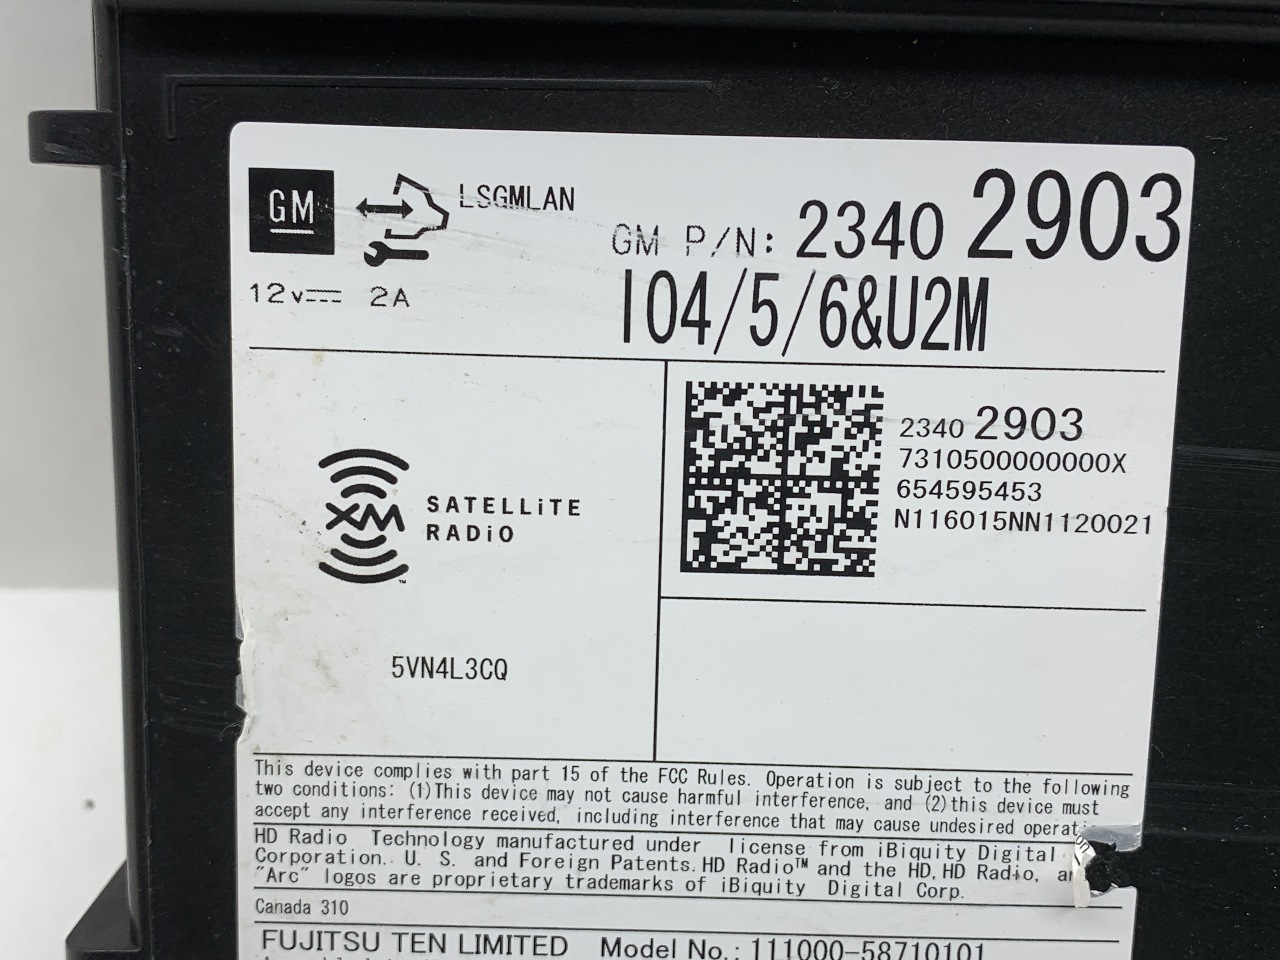 GM
LSGMLAN
GM P/N: 2340 2903
12v 2A
IO4/5/6&U2M
2340 2903
7310500000000X
654595453
N116015NN1120021
XM SATELLiTE
RADiO
™
5VN4L3CQ
This device complies with part 15 of the FCC Rules. Operation is subject to the following
two conditions: (1)This device may not cause harmful interference, and (2)this device must
accept any interference received, including interference that may cause undesired operat
HD Radio Technology manufactured under license from iBiquity Digital
Corporation. U. S. and Foreign Patents. HD Radio™ and the HD, HD Radio, a
"Arc" logos are proprietary trademarks of iBiquity Digital Corp.
Canada 310
FUJITSU TEN LIMITED Model No.: 111000-58710101